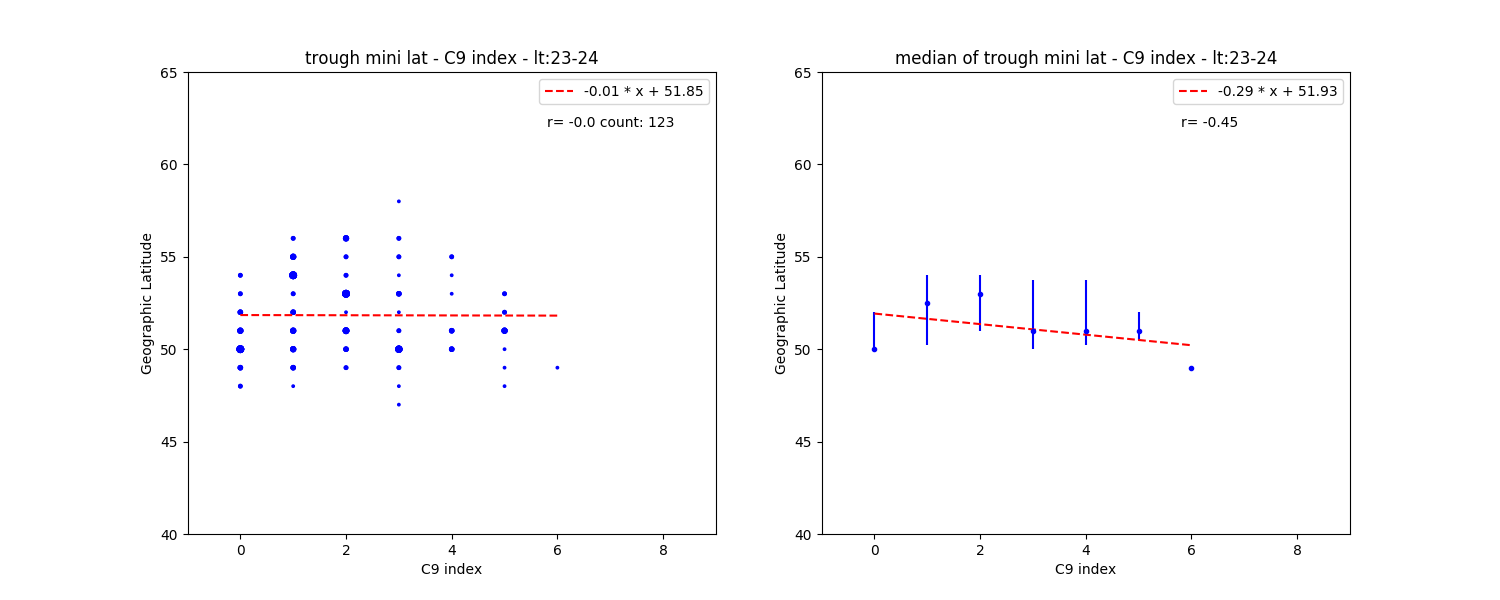 trough mini lat - C9 index - lt:23-24
-0.01 * x + 51.85
r= -0.0 count: 123
65
60
55
50
45
40
Geographic Latitude
0
2
4
6
8
C9 index
median of trough mini lat - C9 index - lt:23-24
-0.29 * x + 51.93
r= -0.45
65
60
55
50
45
40
Geographic Latitude
0
2
4
6
8
C9 index